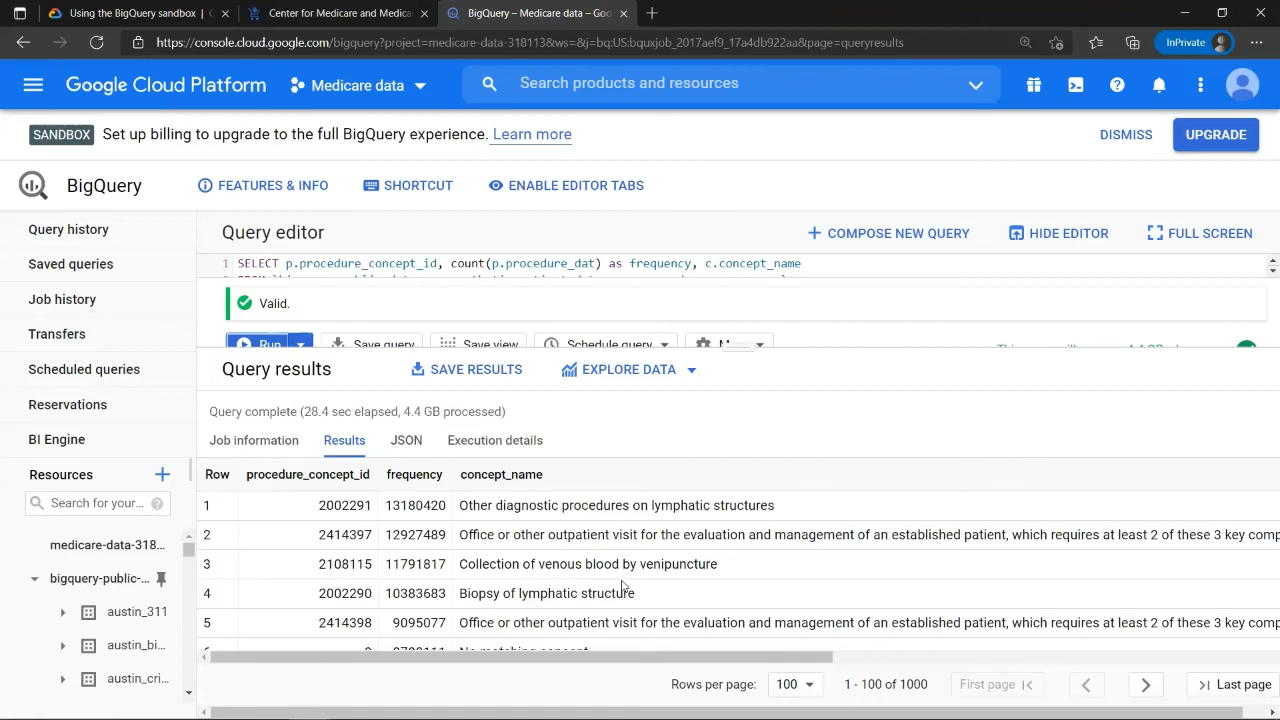 Using the BigQuery sandbox | Center for Medicare and Medica BigQuery – Medicare data – Goo
https://console.cloud.google.com/bigquery?project=medicare-data-318113&ws=&j=bq:US:bquxjob_2017aef9_17a4db922aa&page=queryresults InPrivate
Google Cloud Platform Medicare data Search products and resources
SANDBOX Set up billing to upgrade to the full BigQuery experience. Learn more DISMISS UPGRADE
BigQuery FEATURES & INFO SHORTCUT ENABLE EDITOR TABS
Query history
Saved queries
Job history
Transfers
Scheduled queries
Reservations
BI Engine
Resources
Search for your...
medicare-data-318...
bigquery-public-...
austin_311
austin_bi...
austin_cri...
Query editor COMPOSE NEW QUERY HIDE EDITOR FULL SCREEN
1 SELECT p.procedure_concept_id, count(p.procedure_dat) as frequency, c.concept_name
Valid.
Run Save query Save view Schedule query
Query results SAVE RESULTS EXPLORE DATA
Query complete (28.4 sec elapsed, 4.4 GB processed)
Job information Results JSON Execution details
Row procedure_concept_id frequency concept_name
1 2002291 13180420 Other diagnostic procedures on lymphatic structures
2 2414397 12927489 Office or other outpatient visit for the evaluation and management of an established patient, which requires at least 2 of these 3 key comp
3 2108115 11791817 Collection of venous blood by venipuncture
4 2002290 10383683 Biopsy of lymphatic structure
5 2414398 9095077 Office or other outpatient visit for the evaluation and management of an established patient, which requires at least 2 of these 3 key comp
No matching concept
Rows per page: 100 1 - 100 of 1000 First page Last page